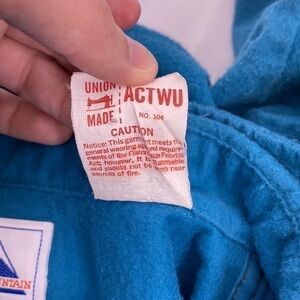 UNION
MADE
ACTWU
NO. 104
CAUTION
Notice: This garment meets the
general wearing apparel require-
ments of the Flammable Fabrics
Act; however, it is flammable
and should not be near
sources of fire.
UNTAIN